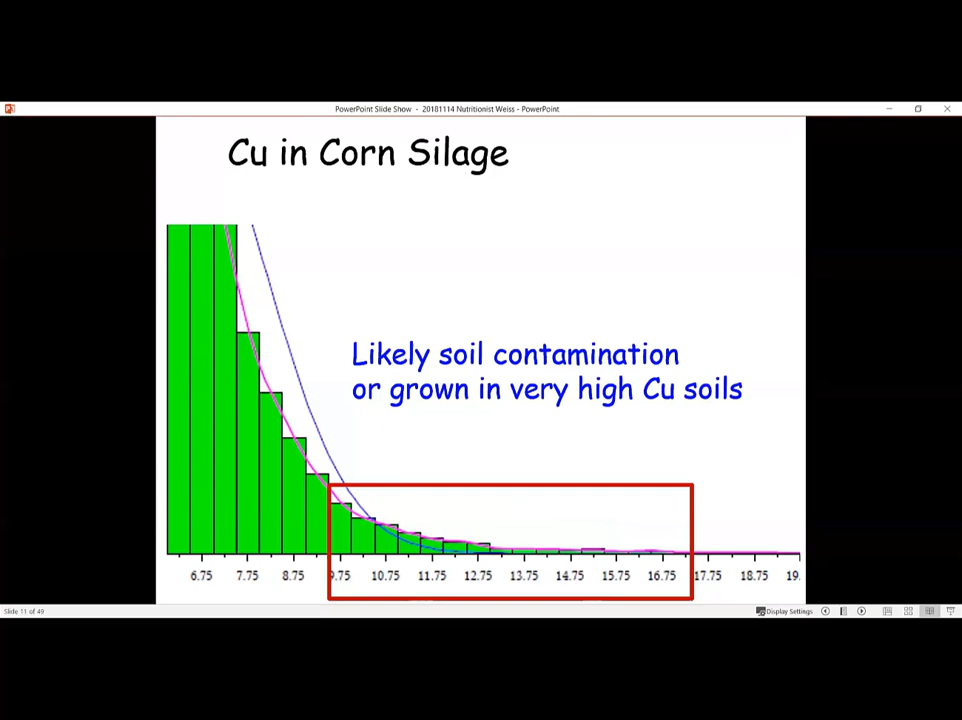 PowerPoint Slide Show - 20181114 Nutritionist Weiss - PowerPoint
Cu in Corn Silage
Likely soil contamination
or grown in very high Cu soils
6.75 7.75 8.75 9.75 10.75 11.75 12.75 13.75 14.75 15.75 16.75 17.75 18.75 19.
Slide 11 of 49
Display Settings